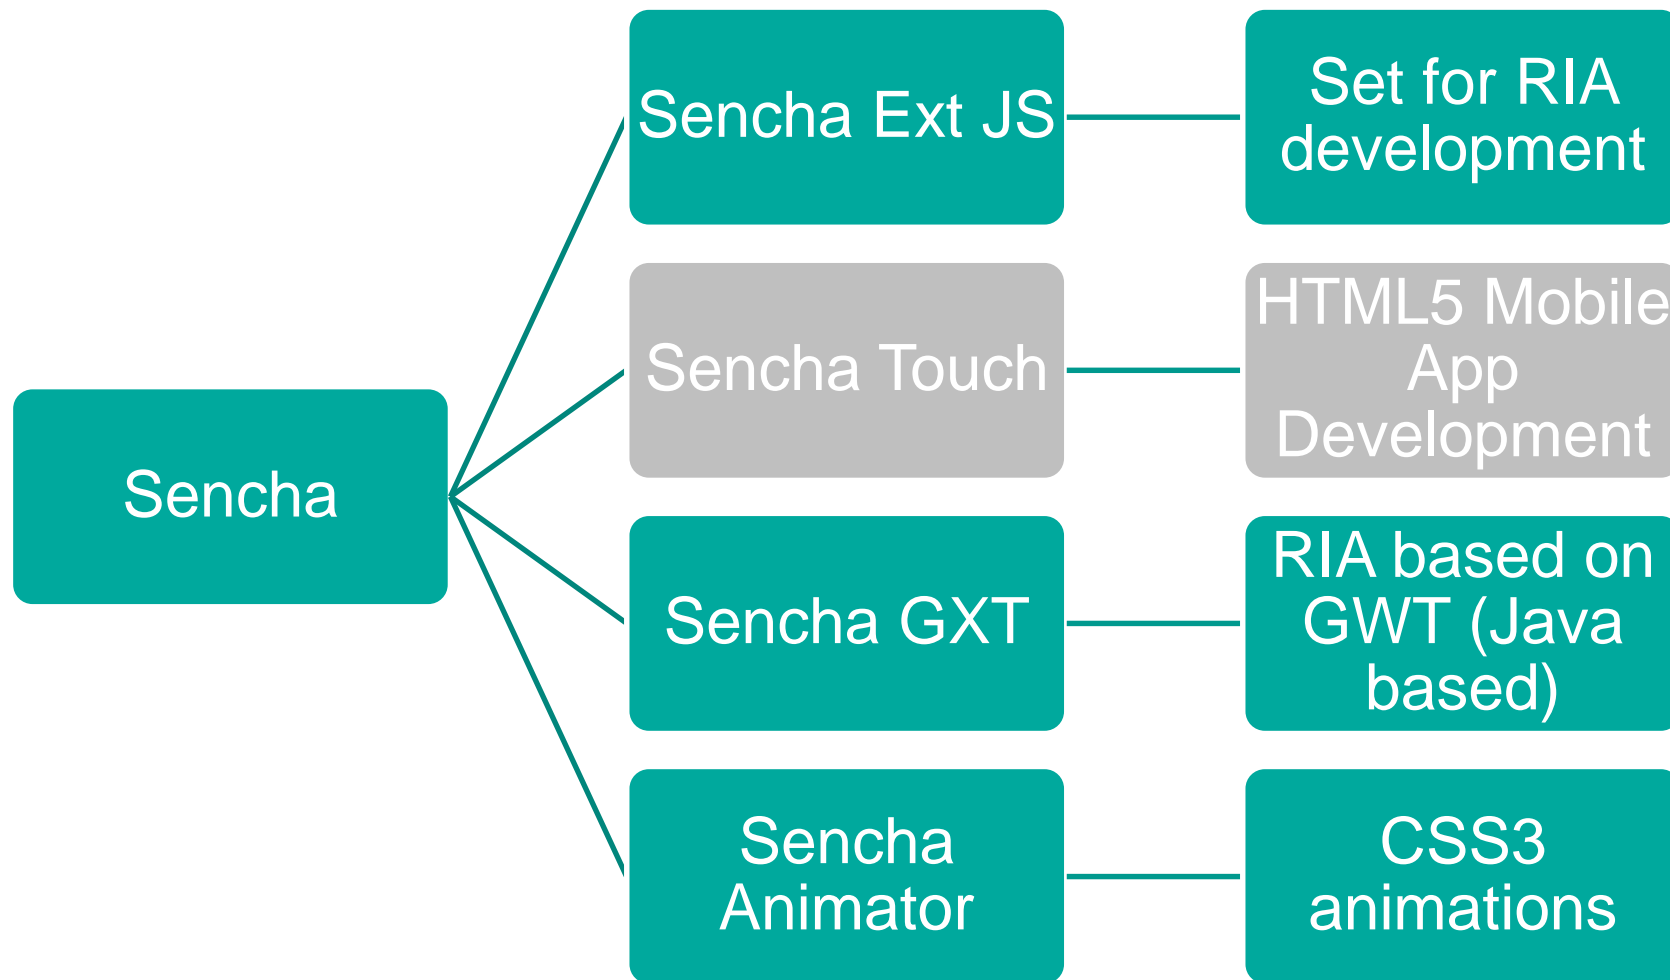 Sencha
Sencha Ext JS
Set for RIA
development
Sencha Touch
HTML5 Mobile
App
Development
Sencha GXT
RIA based on
GWT (Java
based)
Sencha
Animator
CSS3
animations